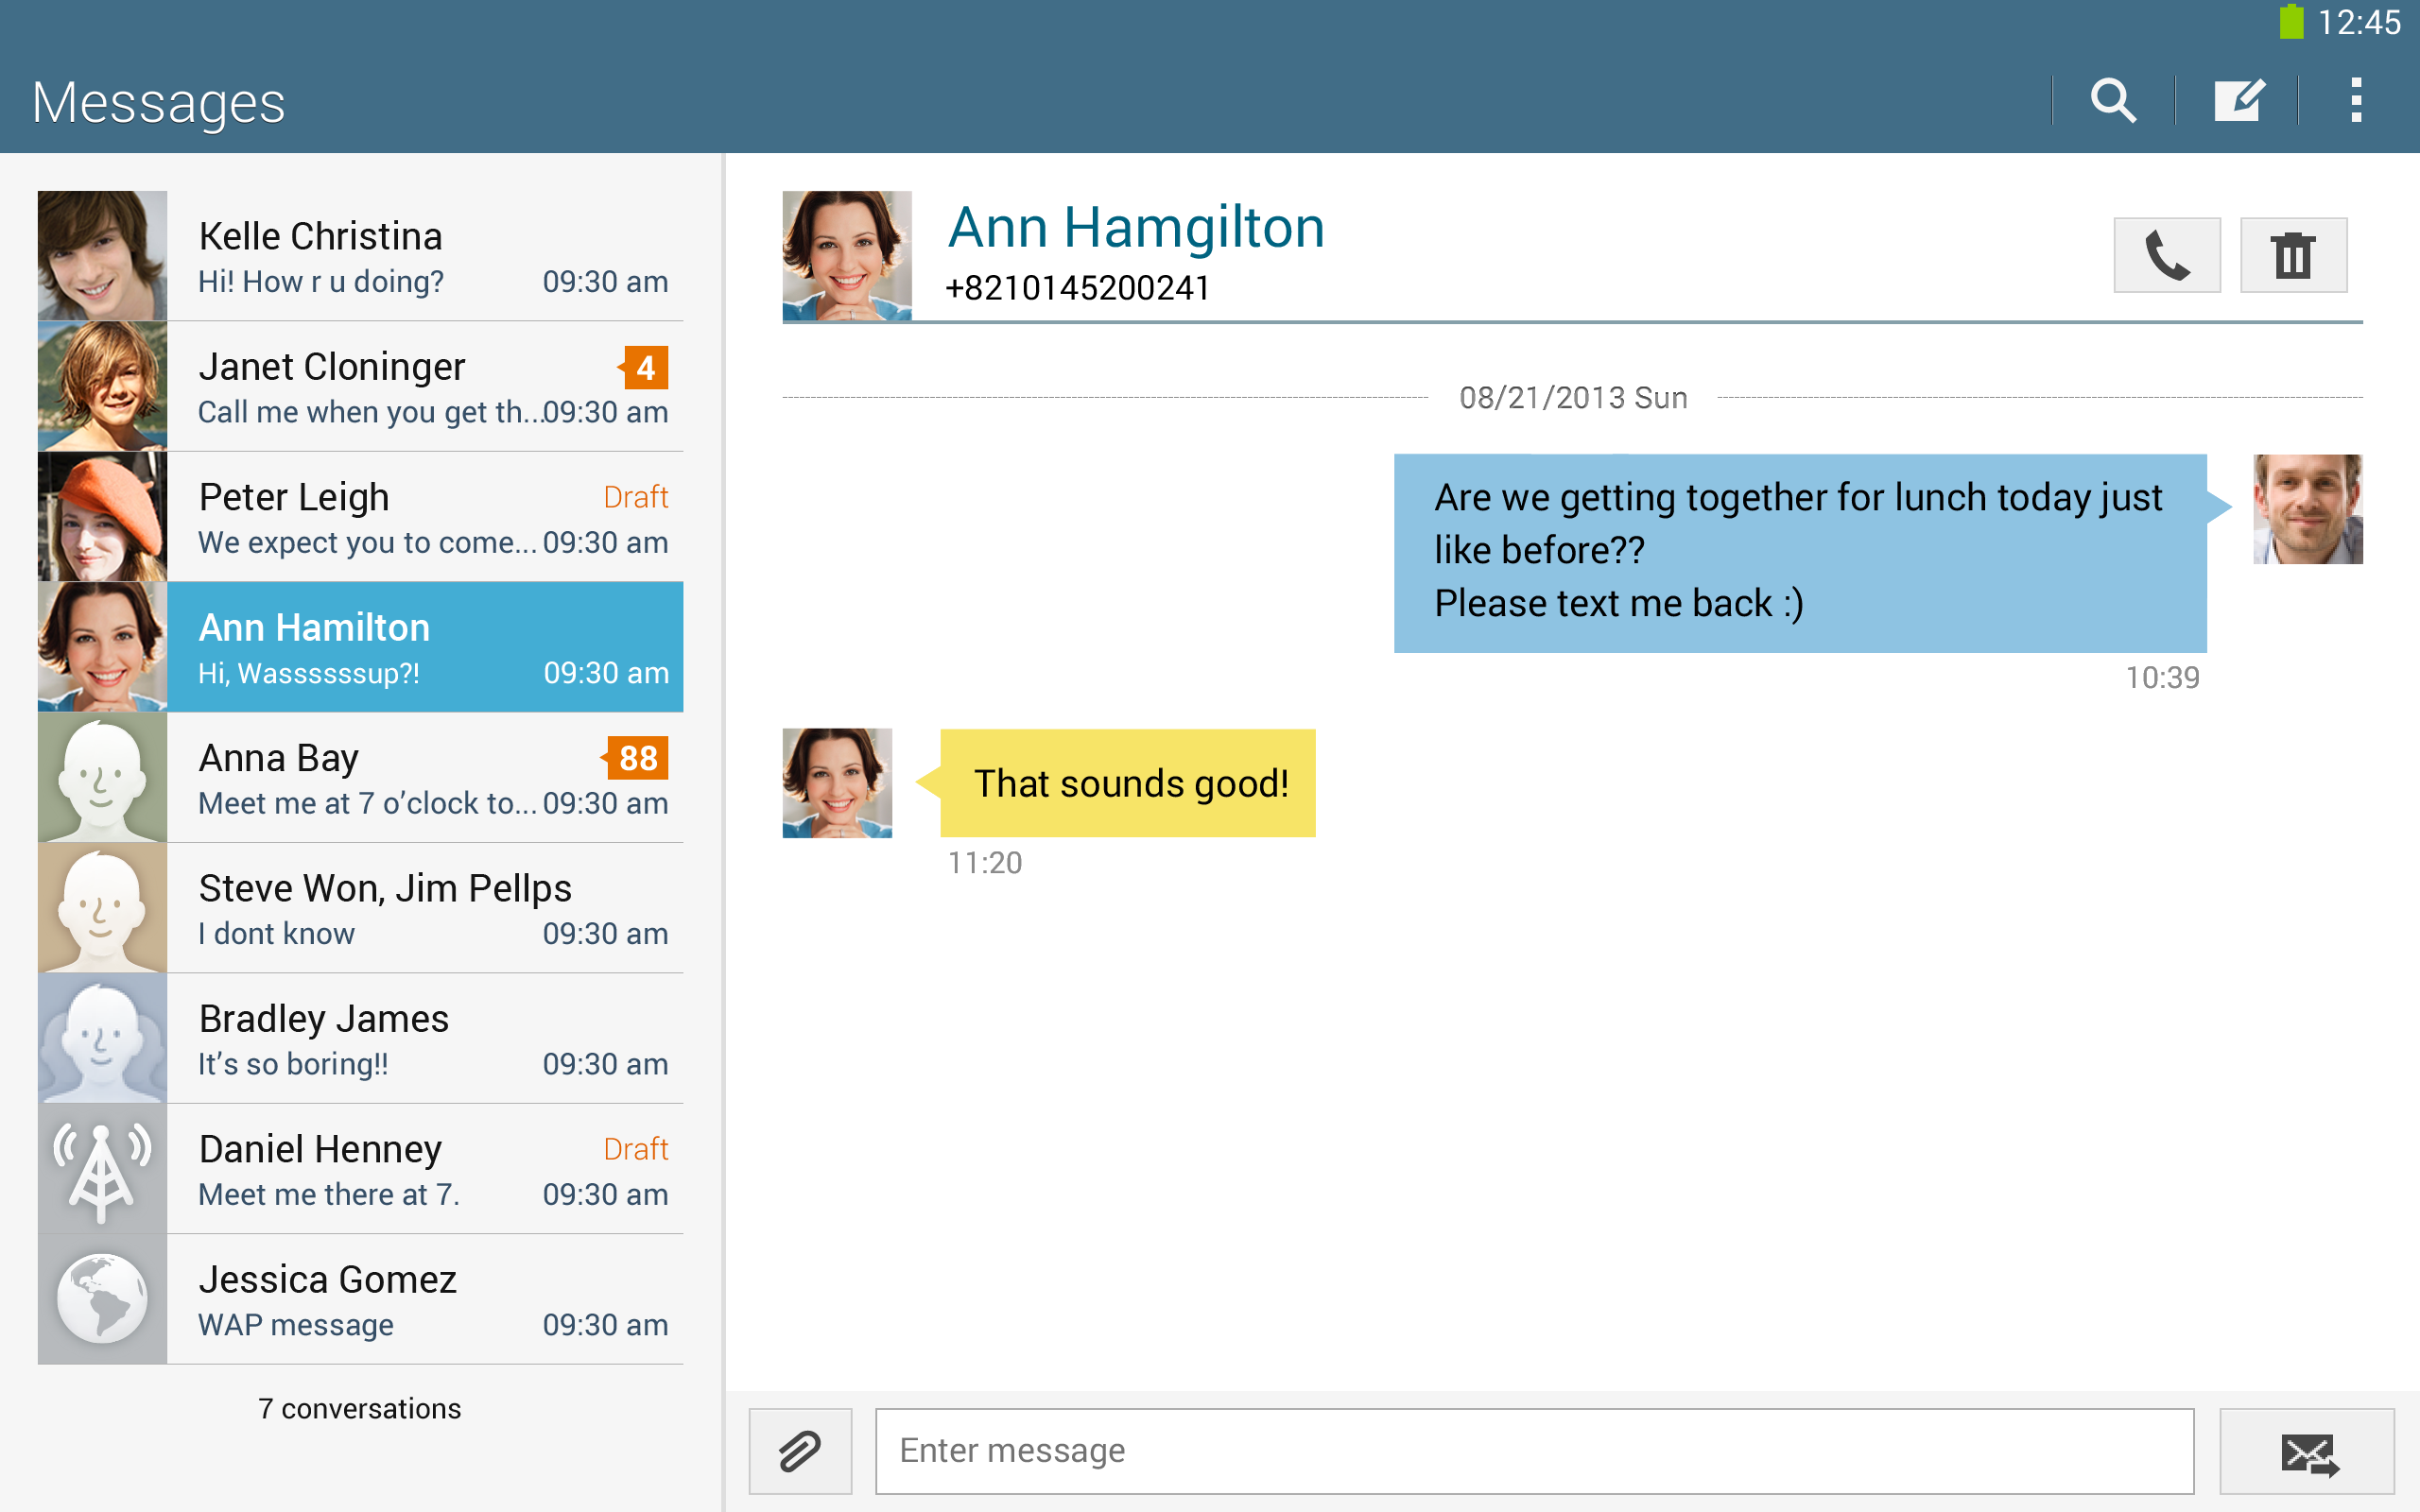 12:45
Messages
Kelle Christina
Hi! How r u doing? 09:30 am
Janet Cloninger 4
Call me when you get th... 09:30 am
Peter Leigh Draft
We expect you to come... 09:30 am
Ann Hamilton
Hi, Wassssssup?! 09:30 am
Anna Bay 88
Meet me at 7 o’clock to... 09:30 am
Steve Won, Jim Pellps
I dont know 09:30 am
Bradley James
It’s so boring!! 09:30 am
Daniel Henney Draft
Meet me there at 7. 09:30 am
Jessica Gomez
WAP message 09:30 am
7 conversations
Ann Hamgilton
+8210145200241
08/21/2013 Sun
Are we getting together for lunch today just
like before??
Please text me back :)
10:39
That sounds good!
11:20
Enter message